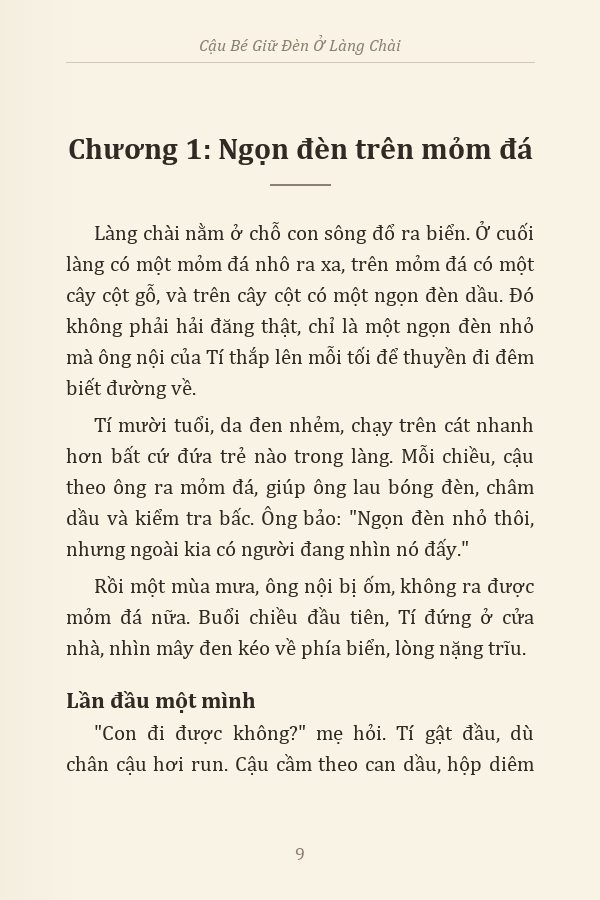 Cậu Bé Giữ Đèn Ở Làng Chài
Chương 1: Ngọn đèn trên mỏm đá
Làng chài nằm ở chỗ con sông đổ ra biển. Ở cuối
làng có một mỏm đá nhô ra xa, trên mỏm đá có một
cây cột gỗ, và trên cây cột có một ngọn đèn dầu. Đó
không phải hải đăng thật, chỉ là một ngọn đèn nhỏ
mà ông nội của Tí thắp lên mỗi tối để thuyền đi đêm
biết đường về.
Tí mười tuổi, da đen nhẻm, chạy trên cát nhanh
hơn bất cứ đứa trẻ nào trong làng. Mỗi chiều, cậu
theo ông ra mỏm đá, giúp ông lau bóng đèn, châm
dầu và kiểm tra bấc. Ông bảo: "Ngọn đèn nhỏ thôi,
nhưng ngoài kia có người đang nhìn nó đấy."
Rồi một mùa mưa, ông nội bị ốm, không ra được
mỏm đá nữa. Buổi chiều đầu tiên, Tí đứng ở cửa
nhà, nhìn mây đen kéo về phía biển, lòng nặng trĩu.
Lần đầu một mình
"Con đi được không?" mẹ hỏi. Tí gật đầu, dù
chân cậu hơi run. Cậu cầm theo can dầu, hộp diêm
9